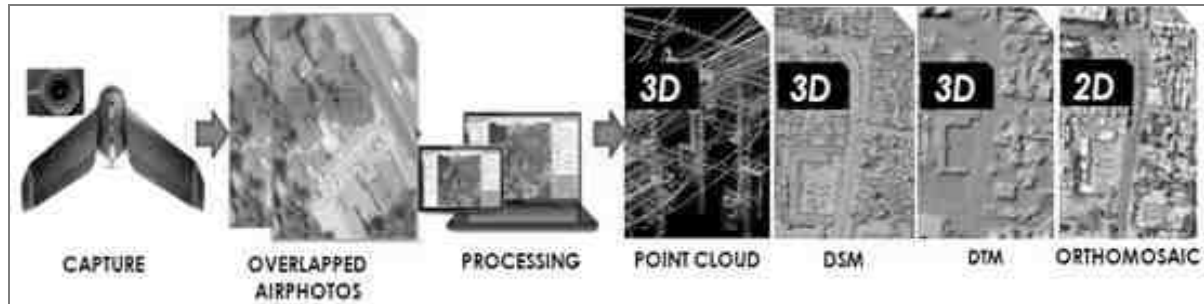 3D
3D
3D
2D
CAPTURE
OVERLAPPED
AIRPHOTOS
PROCESSING
POINT CLOUD
DSM
DTM
ORTHOMOSAIC